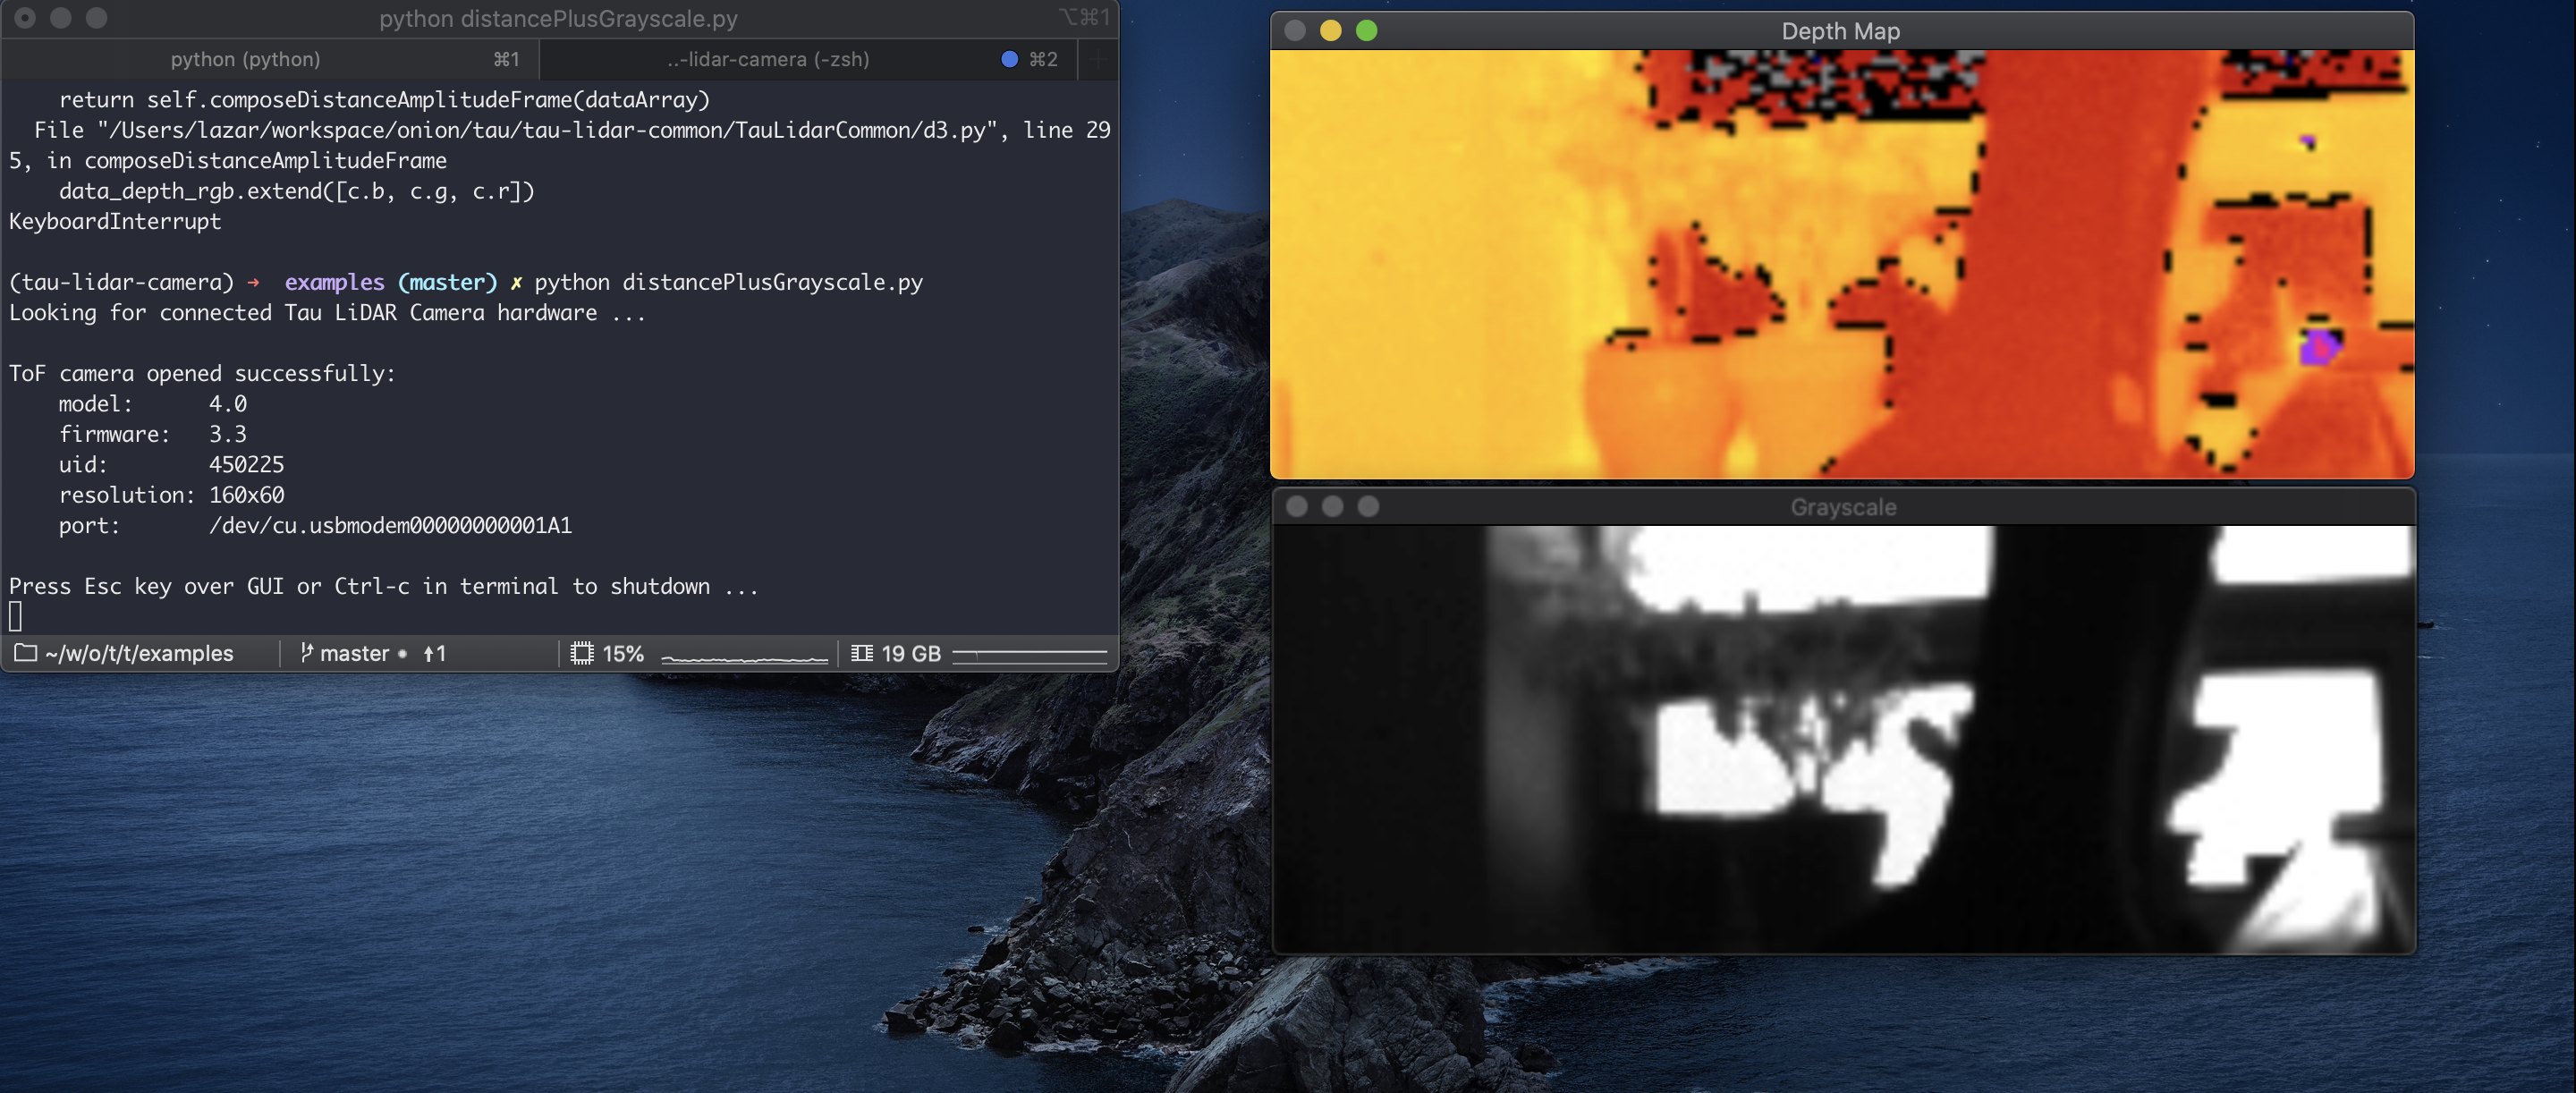 python distancePlusGrayscale.py ⌥⌘1
python (python) ⌘1 ..-lidar-camera (-zsh) ⌘2
return self.composeDistanceAmplitudeFrame(dataArray)
File "/Users/lazar/workspace/onion/tau/tau-lidar-common/TauLidarCommon/d3.py", line 29
5, in composeDistanceAmplitudeFrame
data_depth_rgb.extend([c.b, c.g, c.r])
KeyboardInterrupt
(tau-lidar-camera) → examples (master) ✗ python distancePlusGrayscale.py
Looking for connected Tau LiDAR Camera hardware ...
ToF camera opened successfully:
model: 4.0
firmware: 3.3
uid: 450225
resolution: 160x60
port: /dev/cu.usbmodem00000000001A1
Press Esc key over GUI or Ctrl-c in terminal to shutdown ...
~/w/o/t/t/examples master • ↑1 15% 19 GB
Depth Map
Grayscale